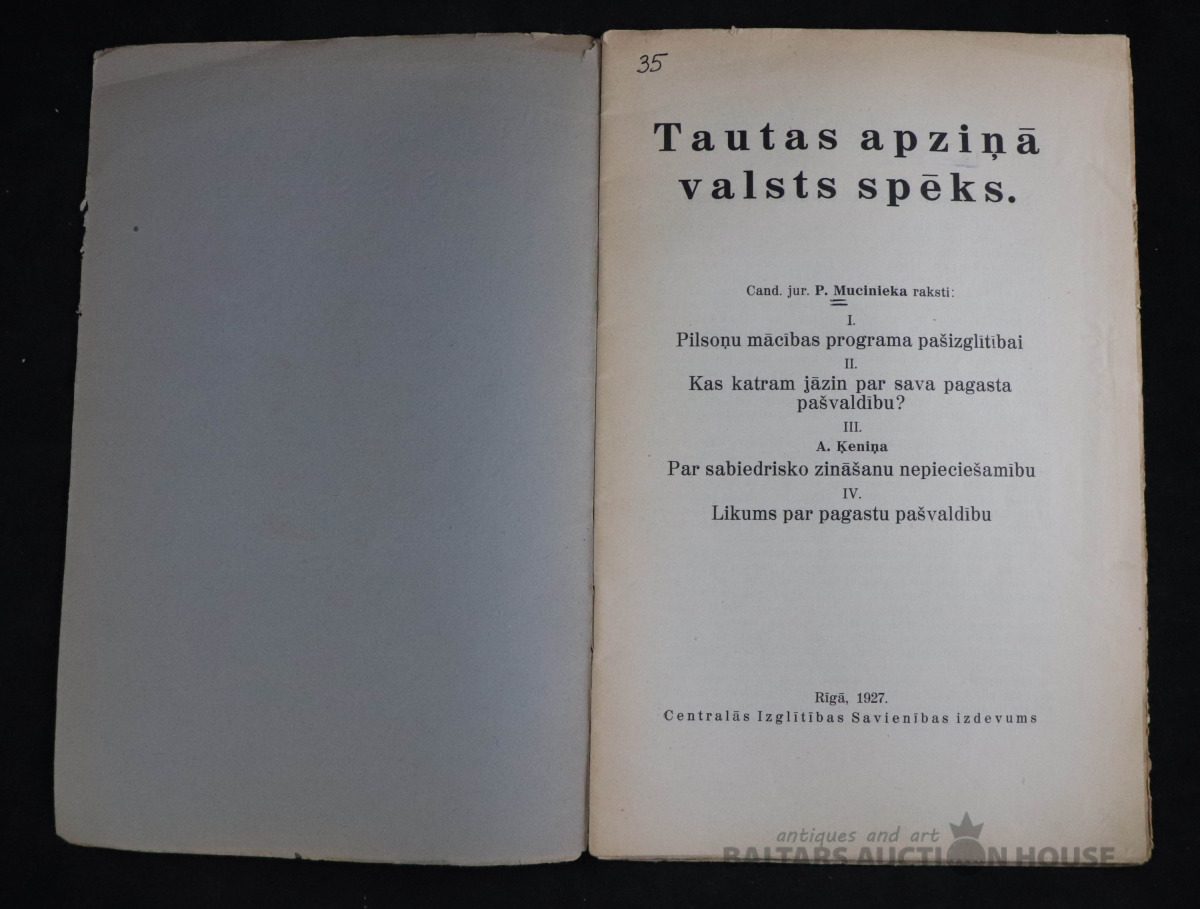 35
Tautas apziņā
valsts spēks.
Cand. jur. P. Mucinieka raksti:
I.
Pilsoņu mācības programa pašizglītībai
II.
Kas katram jāzin par sava pagasta
pašvaldību?
III.
A. Ķeniņa
Par sabiedrisko zināšanu nepieciešamību
IV.
Likums par pagastu pašvaldību
Rīgā, 1927.
Centralās Izglītības Savienības izdevums
antiques and art
BALTARS AUCTION HOUSE